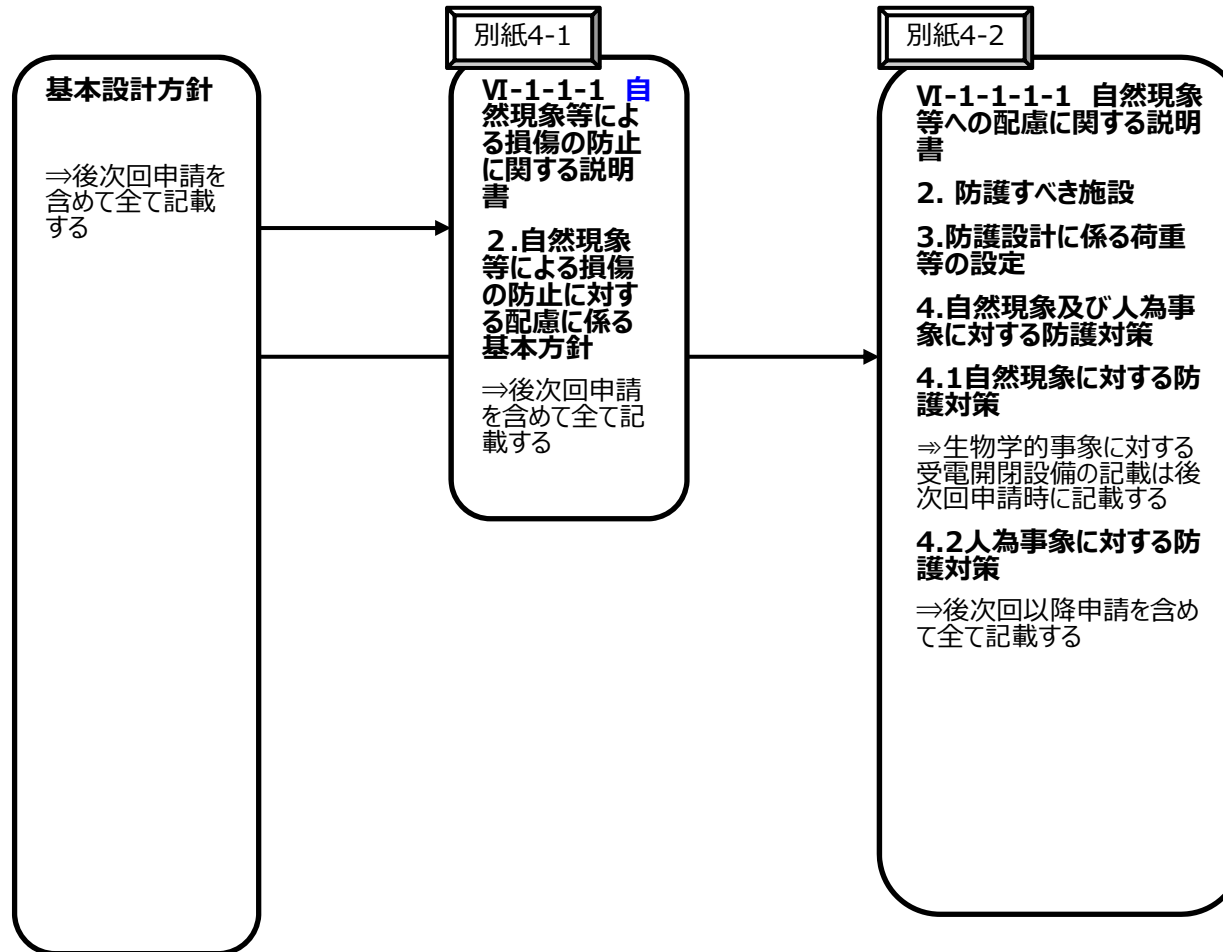 基本設計方針
⇒後次回申請を
含めて全て記載
する
別紙4-1
Ⅵ-1-1-1 自
然現象等によ
る損傷の防止
に関する説明
書
２.自然現象
等による損傷
の防止に対す
る配慮に係る
基本方針
⇒後次回申請
を含めて全て記
載する
別紙4-2
Ⅵ-1-1-1-1 自然現象
等への配慮に関する説明
書
2. 防護すべき施設
3.防護設計に係る荷重
等の設定
4.自然現象及び人為事
象に対する防護対策
4.1自然現象に対する防
護対策
⇒生物学的事象に対する
受電開閉設備の記載は後
次回申請時に記載する
4.2人為事象に対する防
護対策
⇒後次回以降申請を含め
て全て記載する